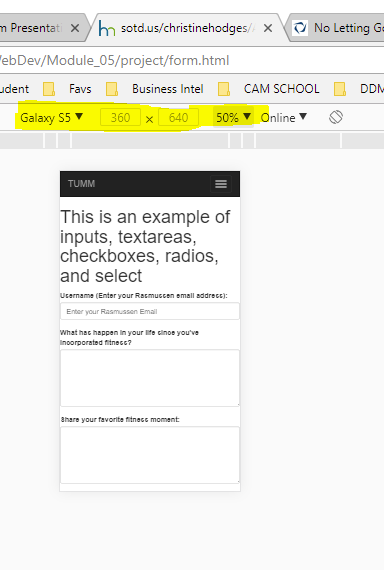 m Presentat
sotd.us/christinehodges/
No Letting Go
ebDev/Module_05/project/form.html
udent Favs Business Intel CAM SCHOOL DDM
Galaxy S5 ▼ 360 × 640 50% ▼ Online ▼
TUMM
This is an example of
inputs, textareas,
checkboxes, radios,
and select
Username (Enter your Rasmussen email address):
Enter your Rasmussen Email
What has happen in your life since you've
incorporated fitness?
Share your favorite fitness moment: